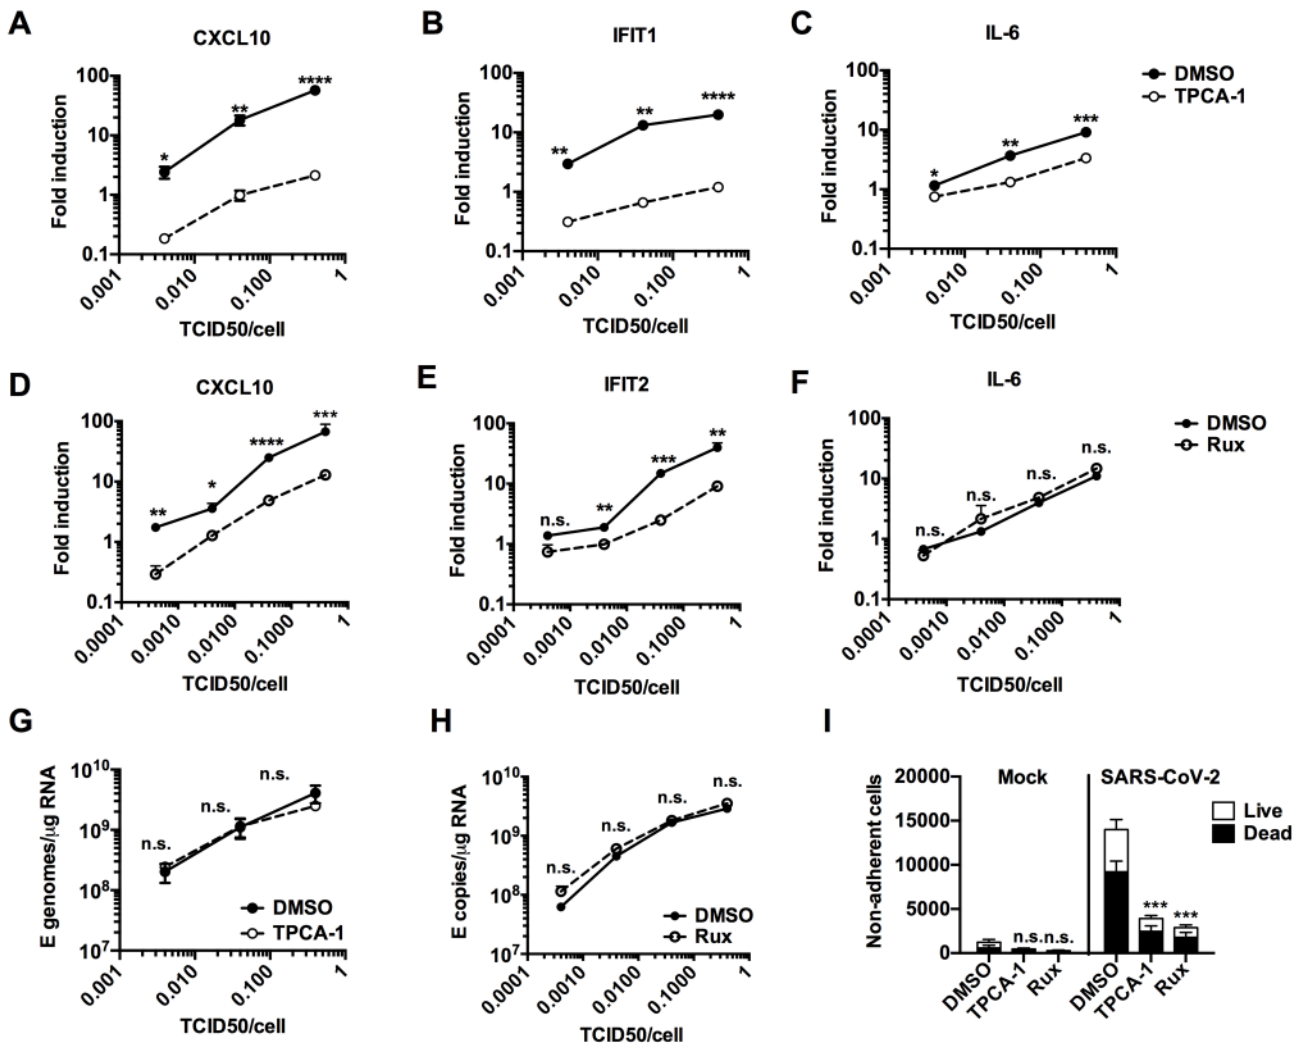 A
CXCL10
Fold induction
100
10
1
0.1
*
**
****
0.001
0.010
0.100
1
TCID50/cell
B
IFIT1
Fold induction
100
10
1
0.1
**
**
****
0.001
0.010
0.100
1
TCID50/cell
C
IL-6
Fold induction
100
10
1
0.1
*
**
***
0.001
0.010
0.100
1
TCID50/cell
DMSO
TPCA-1
D
CXCL10
Fold induction
100
10
1
0.1
**
*
****
***
0.0001
0.0010
0.0100
0.1000
1
TCID50/cell
E
IFIT2
Fold induction
100
10
1
0.1
n.s.
**
***
**
0.0001
0.0010
0.0100
0.1000
1
TCID50/cell
F
IL-6
Fold induction
100
10
1
0.1
n.s.
n.s.
n.s.
n.s.
0.0001
0.0010
0.0100
0.1000
1
TCID50/cell
DMSO
Rux
G
E genomes/μg RNA
10^10
10^9
10^8
10^7
n.s.
n.s.
n.s.
DMSO
TPCA-1
0.001
0.010
0.100
1
TCID50/cell
H
E copies/μg RNA
10^10
10^9
10^8
10^7
n.s.
n.s.
n.s.
n.s.
DMSO
Rux
0.0001
0.0010
0.0100
0.1000
1
TCID50/cell
I
Non-adherent cells
20000
15000
10000
5000
0
Mock
SARS-CoV-2
n.s.
n.s.
***
***
DMSO
TPCA-1
Rux
DMSO
TPCA-1
Rux
Live
Dead